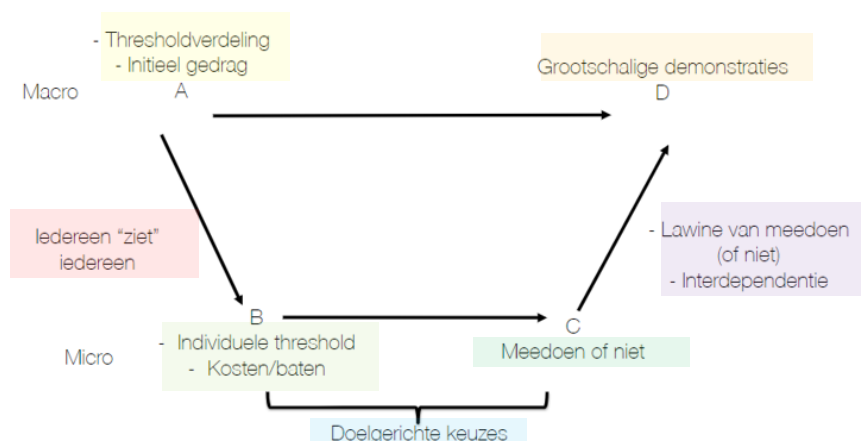 - Thresholdverdeling
- Initieel gedrag
Grootschalige demonstraties
Macro
A
D
Iedereen “ziet”
iedereen
- Lawine van meedoen
(of niet)
- Interdependentie
B
C
- Individuele threshold
- Kosten/baten
Meedoen of niet
Micro
Doelgerichte keuzes